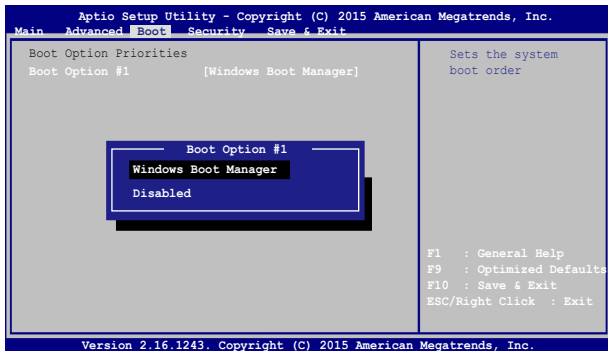 Aptio Setup Utility - Copyright (C) 2015 American Megatrends, Inc.
Main Advanced Boot Security Save & Exit
Boot Option Priorities
Boot Option #1 [Windows Boot Manager]
Sets the system
boot order
Boot Option #1
Windows Boot Manager
Disabled
F1 : General Help
F9 : Optimized Defaults
F10 : Save & Exit
ESC/Right Click : Exit
Version 2.16.1243. Copyright (C) 2015 American Megatrends, Inc.